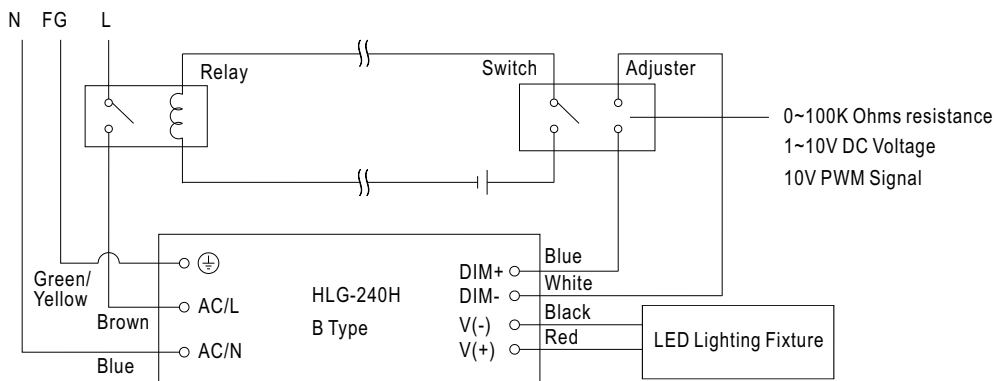 N FG L
Relay
Switch
Adjuster
0~100K Ohms resistance
1~10V DC Voltage
10V PWM Signal
Green/
Yellow
Brown
Blue
AC/L
AC/N
HLG-240H
B Type
DIM+
DIM-
V(-)
V(+)
Blue
White
Black
Red
LED Lighting Fixture